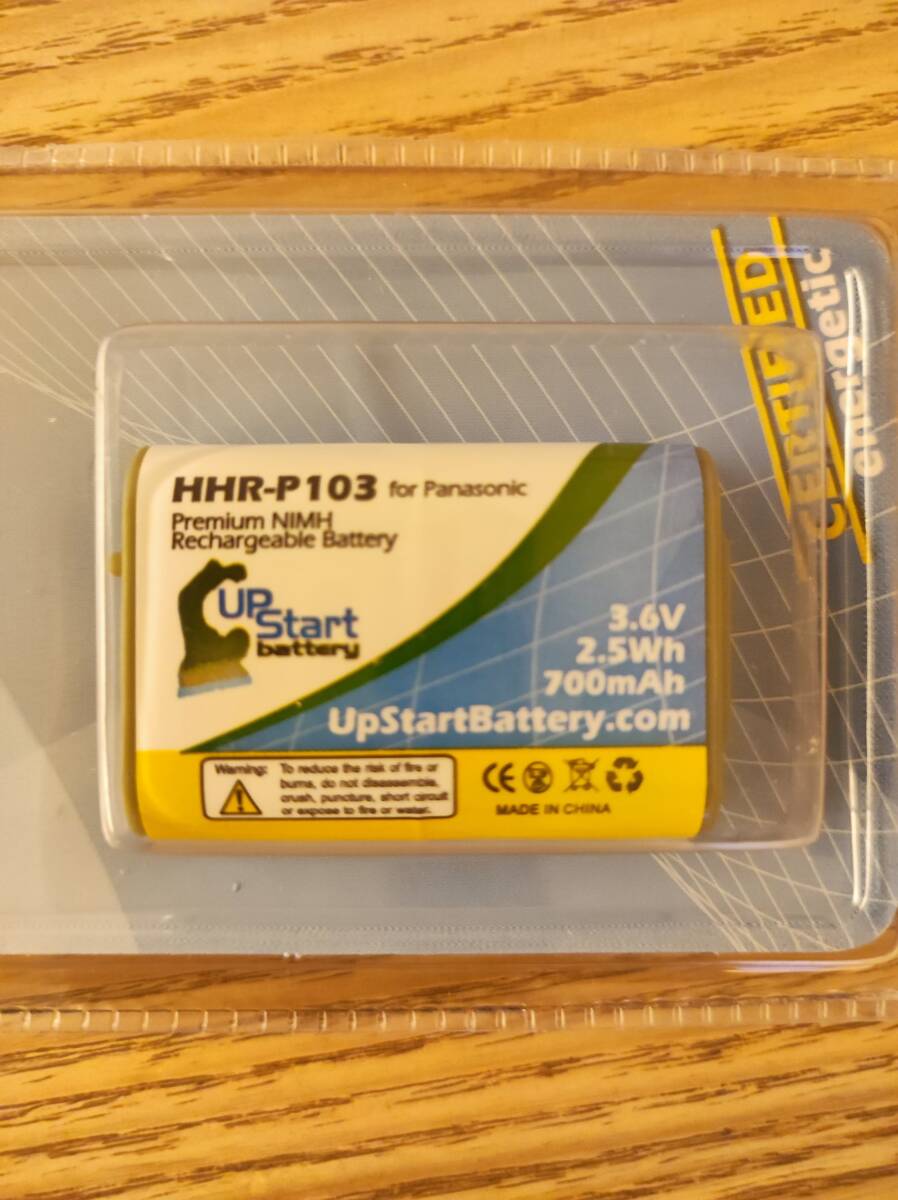 CERTIFIED
energetic
HHR-P103 for Panasonic
Premium NIMH
Rechargeable Battery
UPStart
battery
3.6V
2.5Wh
700mAh
UpStartBattery.com
Warning: To reduce the risk of fire or
burns, do not disassemble,
crush, puncture, short circuit
or expose to fire or water.
CE
MADE IN CHINA